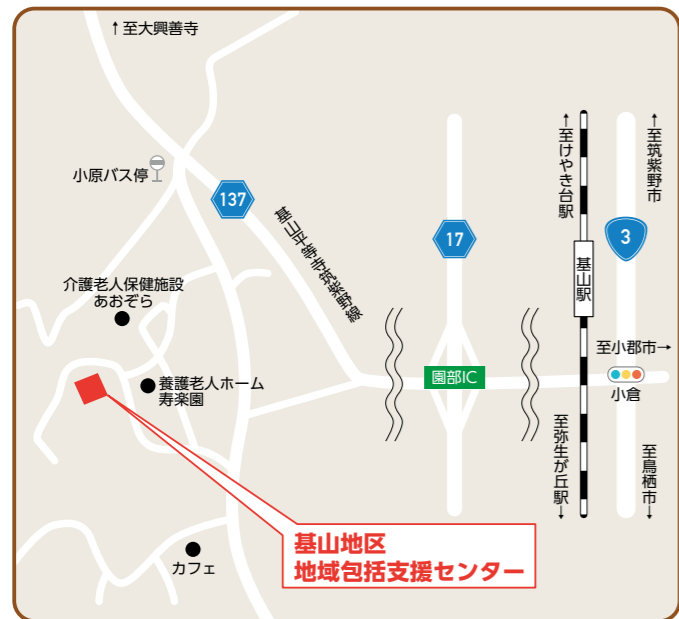 ↑至大興善寺
小原バス停
137
基山平等寺筑紫野線
介護老人保健施設
あおぞら
養護老人ホーム
寿楽園
カフェ
基山地区
地域包括支援センター
17
園部IC
←至けやき台駅
基山駅
至弥生が丘駅→
←至筑紫野市
3
至小郡市→
小倉
至鳥栖市→